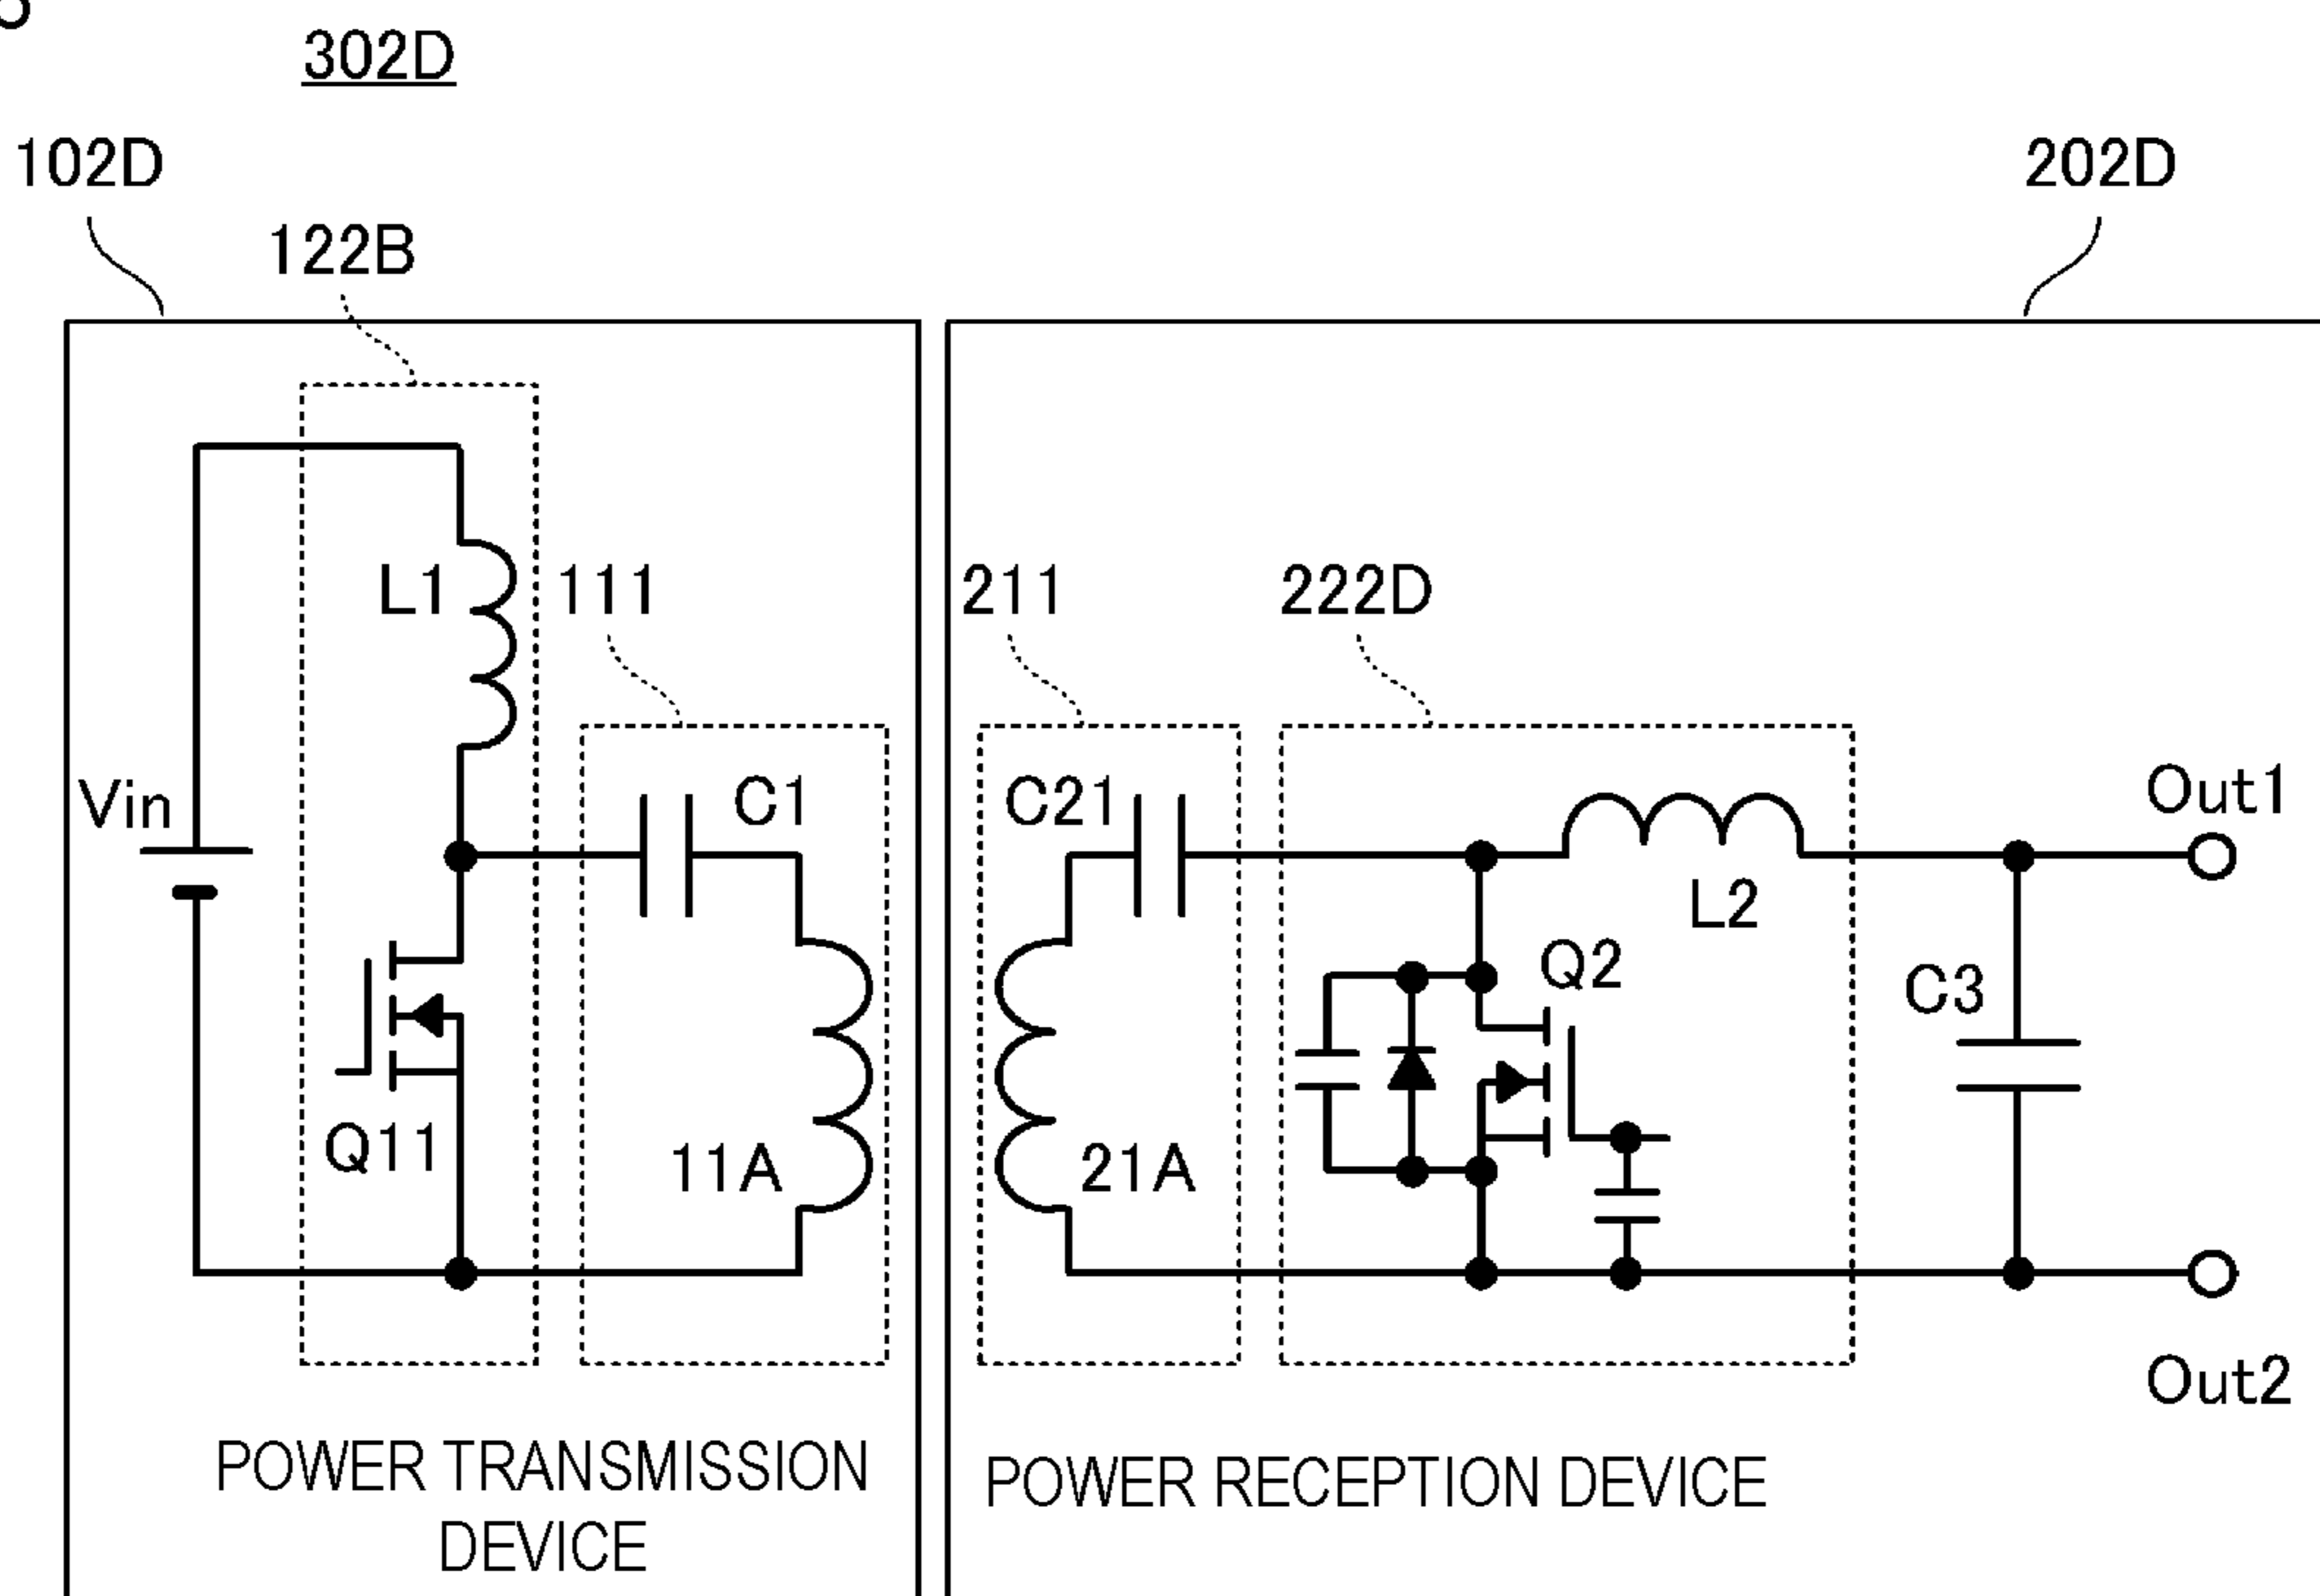 302D
102D
202D
122B
L1
111
211
222D
Vin
C1
C21
Out1
L2
Q2
C3
Q11
11A
21A
Out2
POWER TRANSMISSION
DEVICE
POWER RECEPTION DEVICE